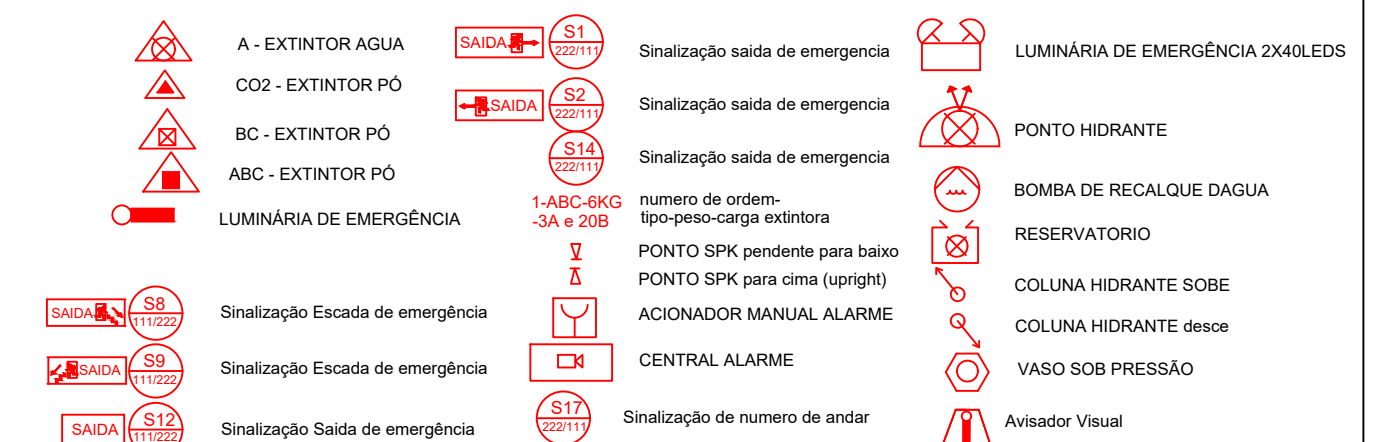 A - EXTINTOR AGUA
CO2 - EXTINTOR PÓ
BC - EXTINTOR PÓ
ABC - EXTINTOR PÓ
LUMINÁRIA DE EMERGÊNCIA
SAIDA
S8
111/222
Sinalização Escada de emergência
SAIDA
S9
111/222
Sinalização Escada de emergência
SAIDA
S12
111/222
Sinalização Saida de emergência
SAIDA
S1
222/111
Sinalização saida de emergencia
SAIDA
S2
222/111
Sinalização saida de emergencia
S14
222/111
Sinalização saida de emergencia
1-ABC-6KG
-3A e 20B
numero de ordem-
tipo-peso-carga extintora
PONTO SPK pendente para baixo
PONTO SPK para cima (upright)
ACIONADOR MANUAL ALARME
CENTRAL ALARME
S17
222/111
Sinalização de numero de andar
LUMINÁRIA DE EMERGÊNCIA 2X40LEDS
PONTO HIDRANTE
BOMBA DE RECALQUE DAGUA
RESERVATORIO
COLUNA HIDRANTE SOBE
COLUNA HIDRANTE desce
VASO SOB PRESSÃO
Avisador Visual